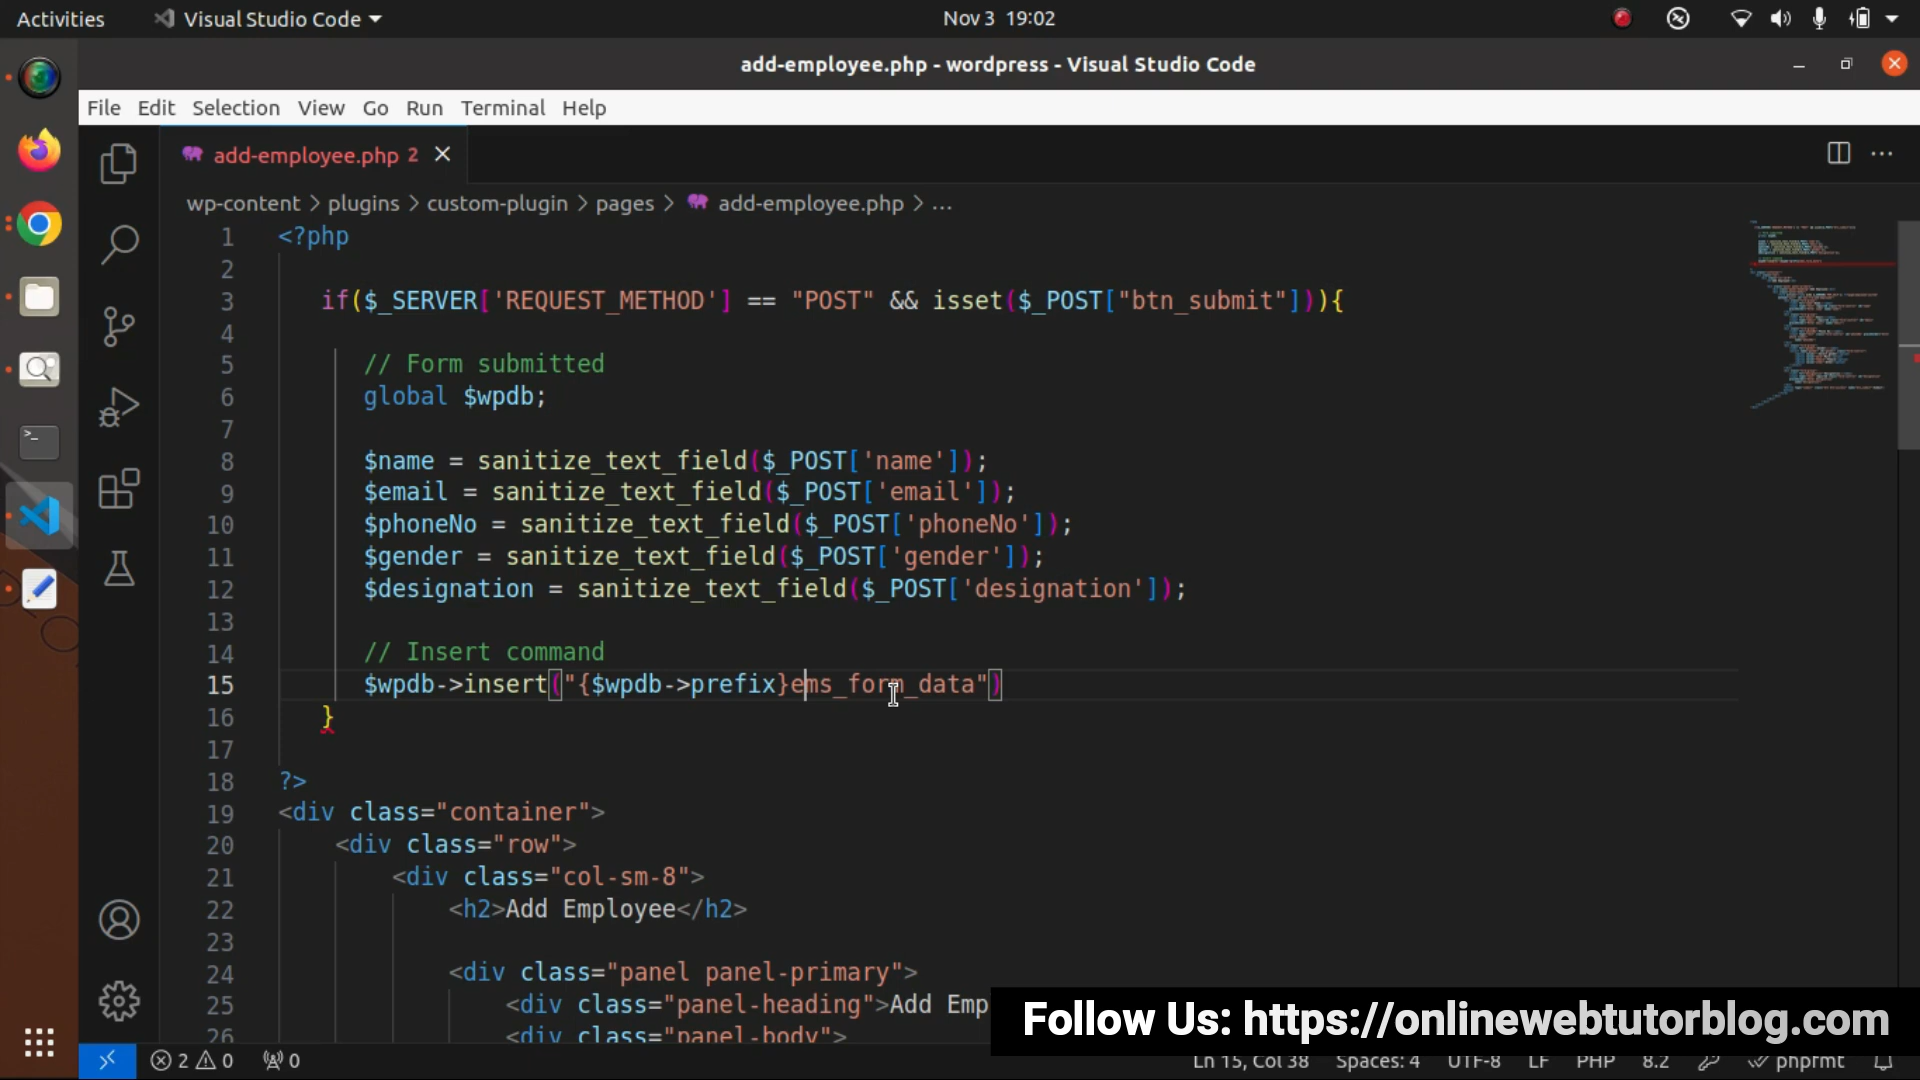 Activities Visual Studio Code Nov 3 19:02
add-employee.php - wordpress - Visual Studio Code
File Edit Selection View Go Run Terminal Help
add-employee.php 2
wp-content > plugins > custom-plugin > pages > add-employee.php > ...
1 <?php
2
3 if($_SERVER['REQUEST_METHOD'] == "POST" && isset($_POST["btn_submit"])){
4
5 // Form submitted
6 global $wpdb;
7
8 $name = sanitize_text_field($_POST['name']);
9 $email = sanitize_text_field($_POST['email']);
10 $phoneNo = sanitize_text_field($_POST['phoneNo']);
11 $gender = sanitize_text_field($_POST['gender']);
12 $designation = sanitize_text_field($_POST['designation']);
13
14 // Insert command
15 $wpdb->insert("{$wpdb->prefix}ems_form_data")
16 }
17
18 ?>
19 <div class="container">
20 <div class="row">
21 <div class="col-sm-8">
22 <h2>Add Employee</h2>
23
24 <div class="panel panel-primary">
25 <div class="panel-heading">Add Emp
26 <div class="panel-body">
Follow Us: https://onlinewebtutorblog.com
2 0 0 Ln 15, Col 38 Spaces: 4 UTF-8 LF PHP 8.2 phpfmt